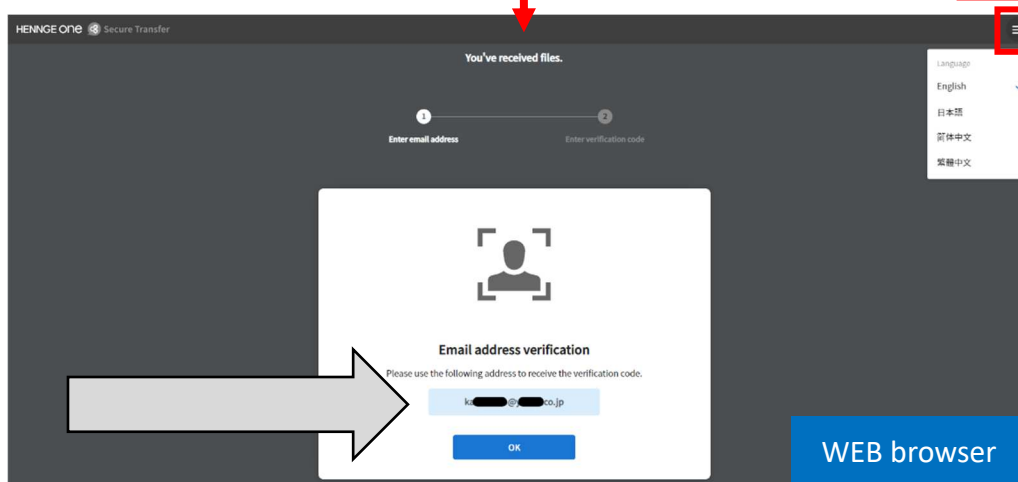 HENNGE one Secure Transfer
You've received files.
1
2
Enter email address
Enter verification code
Language
English
日本語
简体中文
繁體中文
Email address verification
Please use the following address to receive the verification code.
ka @ co.jp
OK
WEB browser